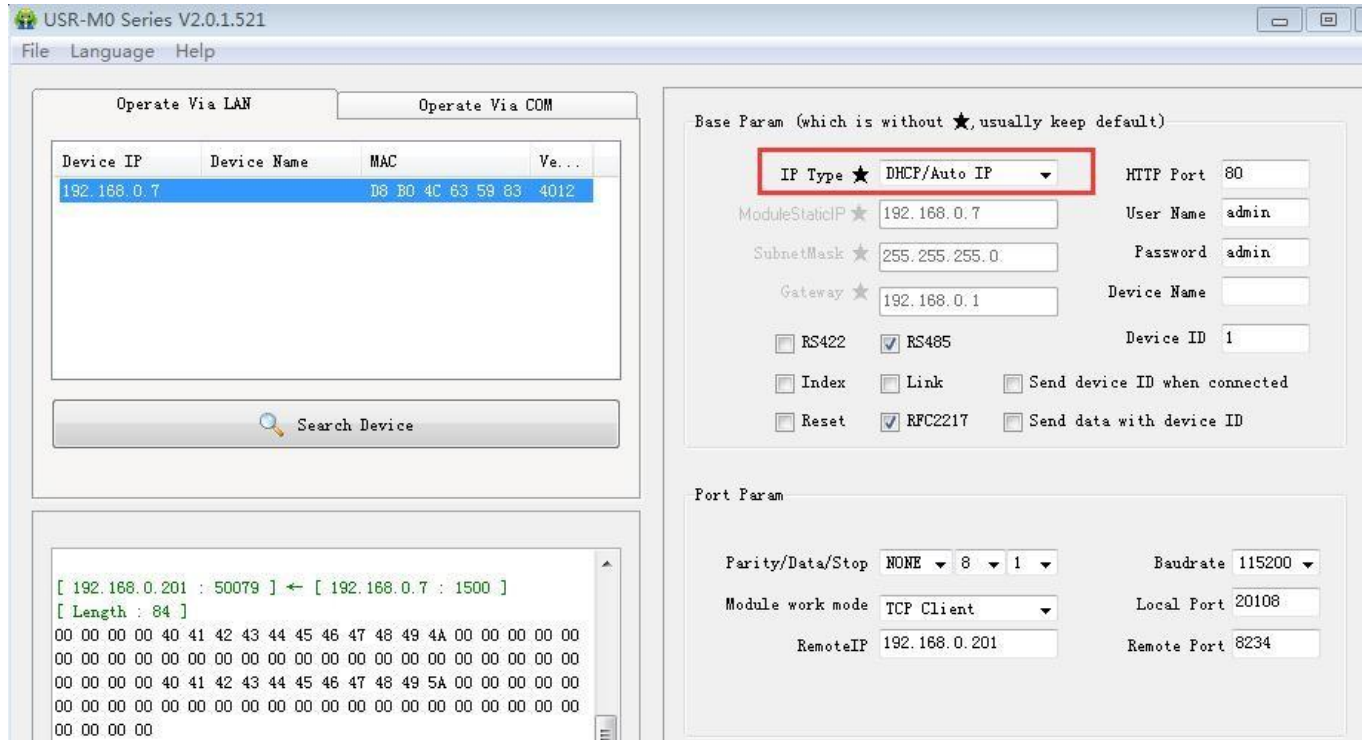 USR-M0 Series V2.0.1.521
File Language Help
Operate Via LAN Operate Via COM
Device IP Device Name MAC Ve...
192.168.0.7 D8 B0 4C 63 59 83 4012
Search Device
[ 192.168.0.201 : 50079 ] ← [ 192.168.0.7 : 1500 ]
[ Length : 84 ]
00 00 00 00 40 41 42 43 44 45 46 47 48 49 4A 00 00 00 00 00
00 00 00 00 00 00 00 00 00 00 00 00 00 00 00 00 00 00 00 00
00 00 00 00 40 41 42 43 44 45 46 47 48 49 5A 00 00 00 00 00
00 00 00 00 00 00 00 00 00 00 00 00 00 00 00 00 00 00 00 00
00 00 00 00
Base Param (which is without ★,usually keep default)
IP Type ★ DHCP/Auto IP HTTP Port 80
ModuleStaticIP ★ 192.168.0.7 User Name admin
SubnetMask ★ 255.255.255.0 Password admin
Gateway ★ 192.168.0.1 Device Name
RS422 RS485 Device ID 1
Index Link Send device ID when connected
Reset RFC2217 Send data with device ID
Port Param
Parity/Data/Stop NONE 8 1 Baudrate 115200
Module work mode TCP Client Local Port 20108
RemoteIP 192.168.0.201 Remote Port 8234